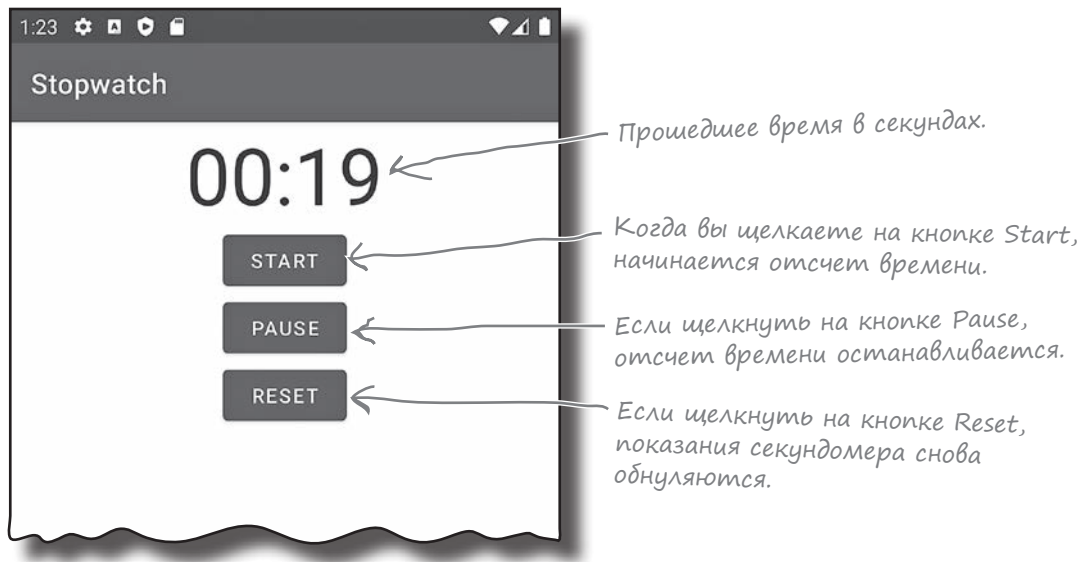 1:23
Stopwatch
00:19
START
PAUSE
RESET
Прошедшее время в секундах.
Когда вы щелкаете на кнопке Start,
начинается отсчет времени.
Если щелкнуть на кнопке Pause,
отсчет времени останавливается.
Если щелкнуть на кнопке Reset,
показания секундомера снова
обнуляются.